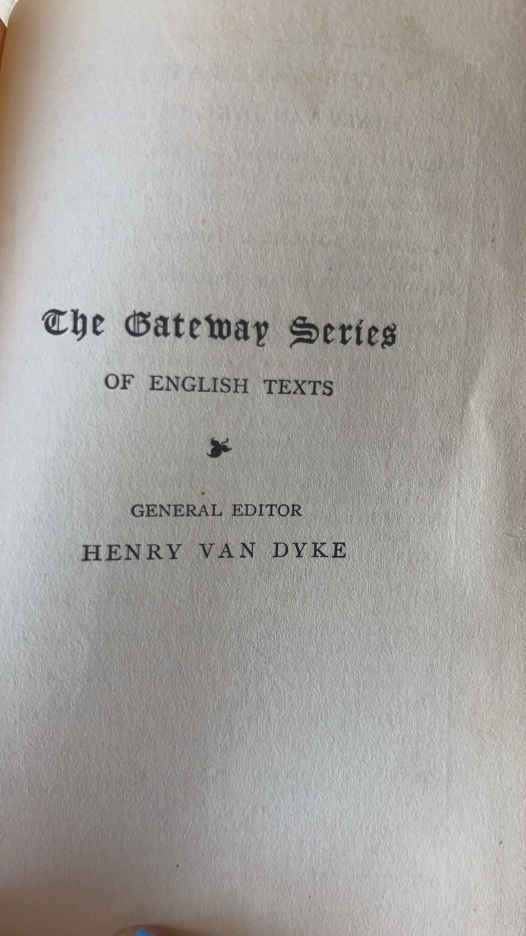 The Gateway Series
OF ENGLISH TEXTS
GENERAL EDITOR
HENRY VAN DYKE